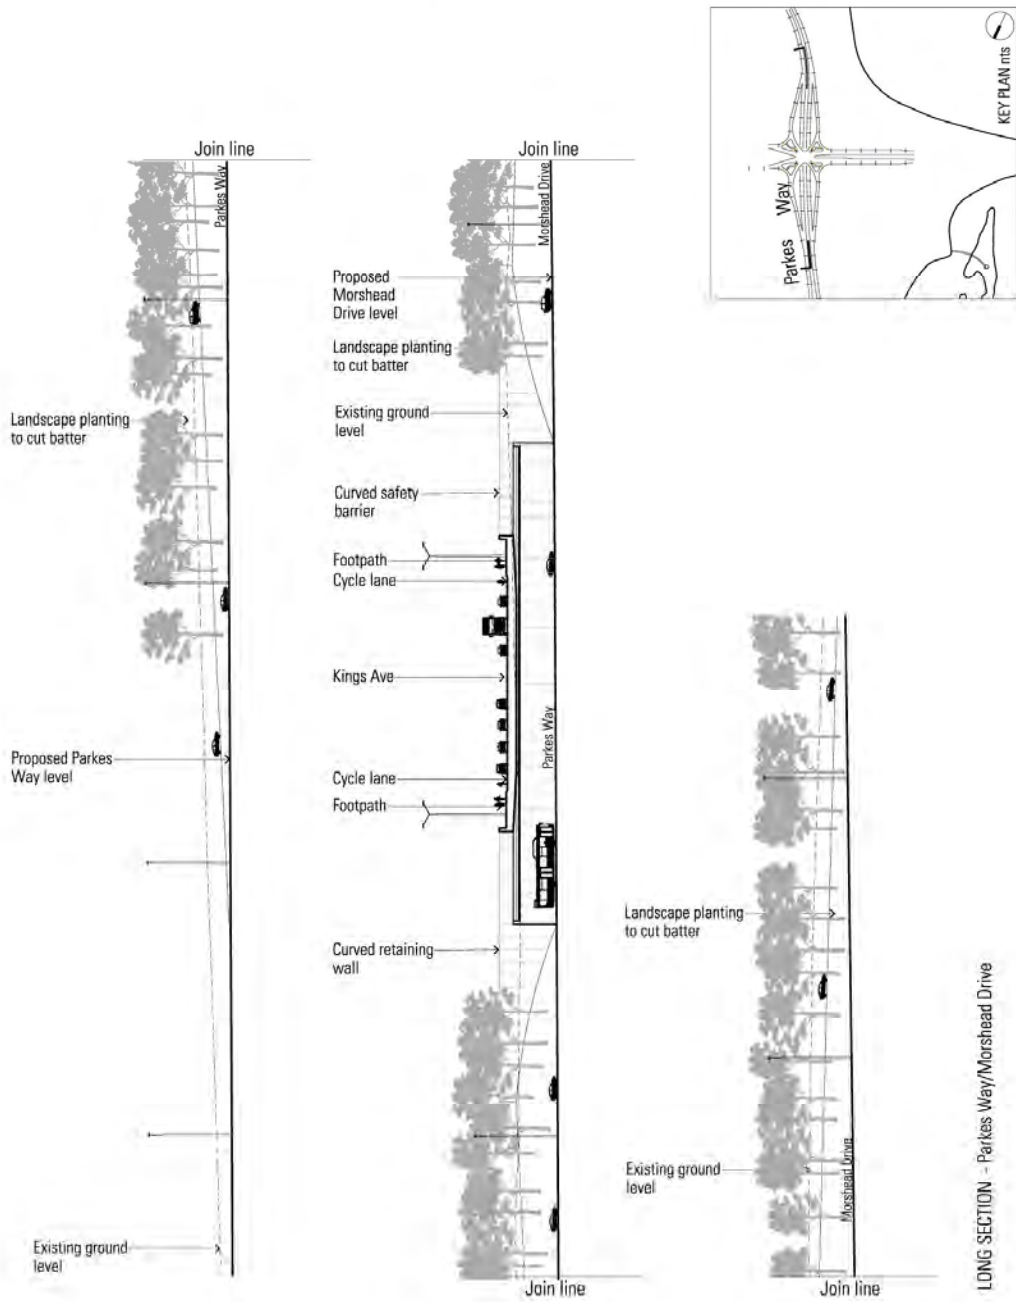 Join line
Parkes Way
Landscape planting
to cut batter
Proposed Parkes
Way level
Existing ground
level
Join line
Morshead Drive
Proposed
Morshead
Drive level
Landscape planting
to cut batter
Existing ground
level
Curved safety
barrier
Footpath
Cycle lane
Kings Ave
Parkes Way
Cycle lane
Footpath
Curved retaining
wall
Join line
Landscape planting
to cut batter
Existing ground
level
Morshead Drive
Join line
Parkes Way
KEY PLAN nts
LONG SECTION - Parkes Way/Morshead Drive